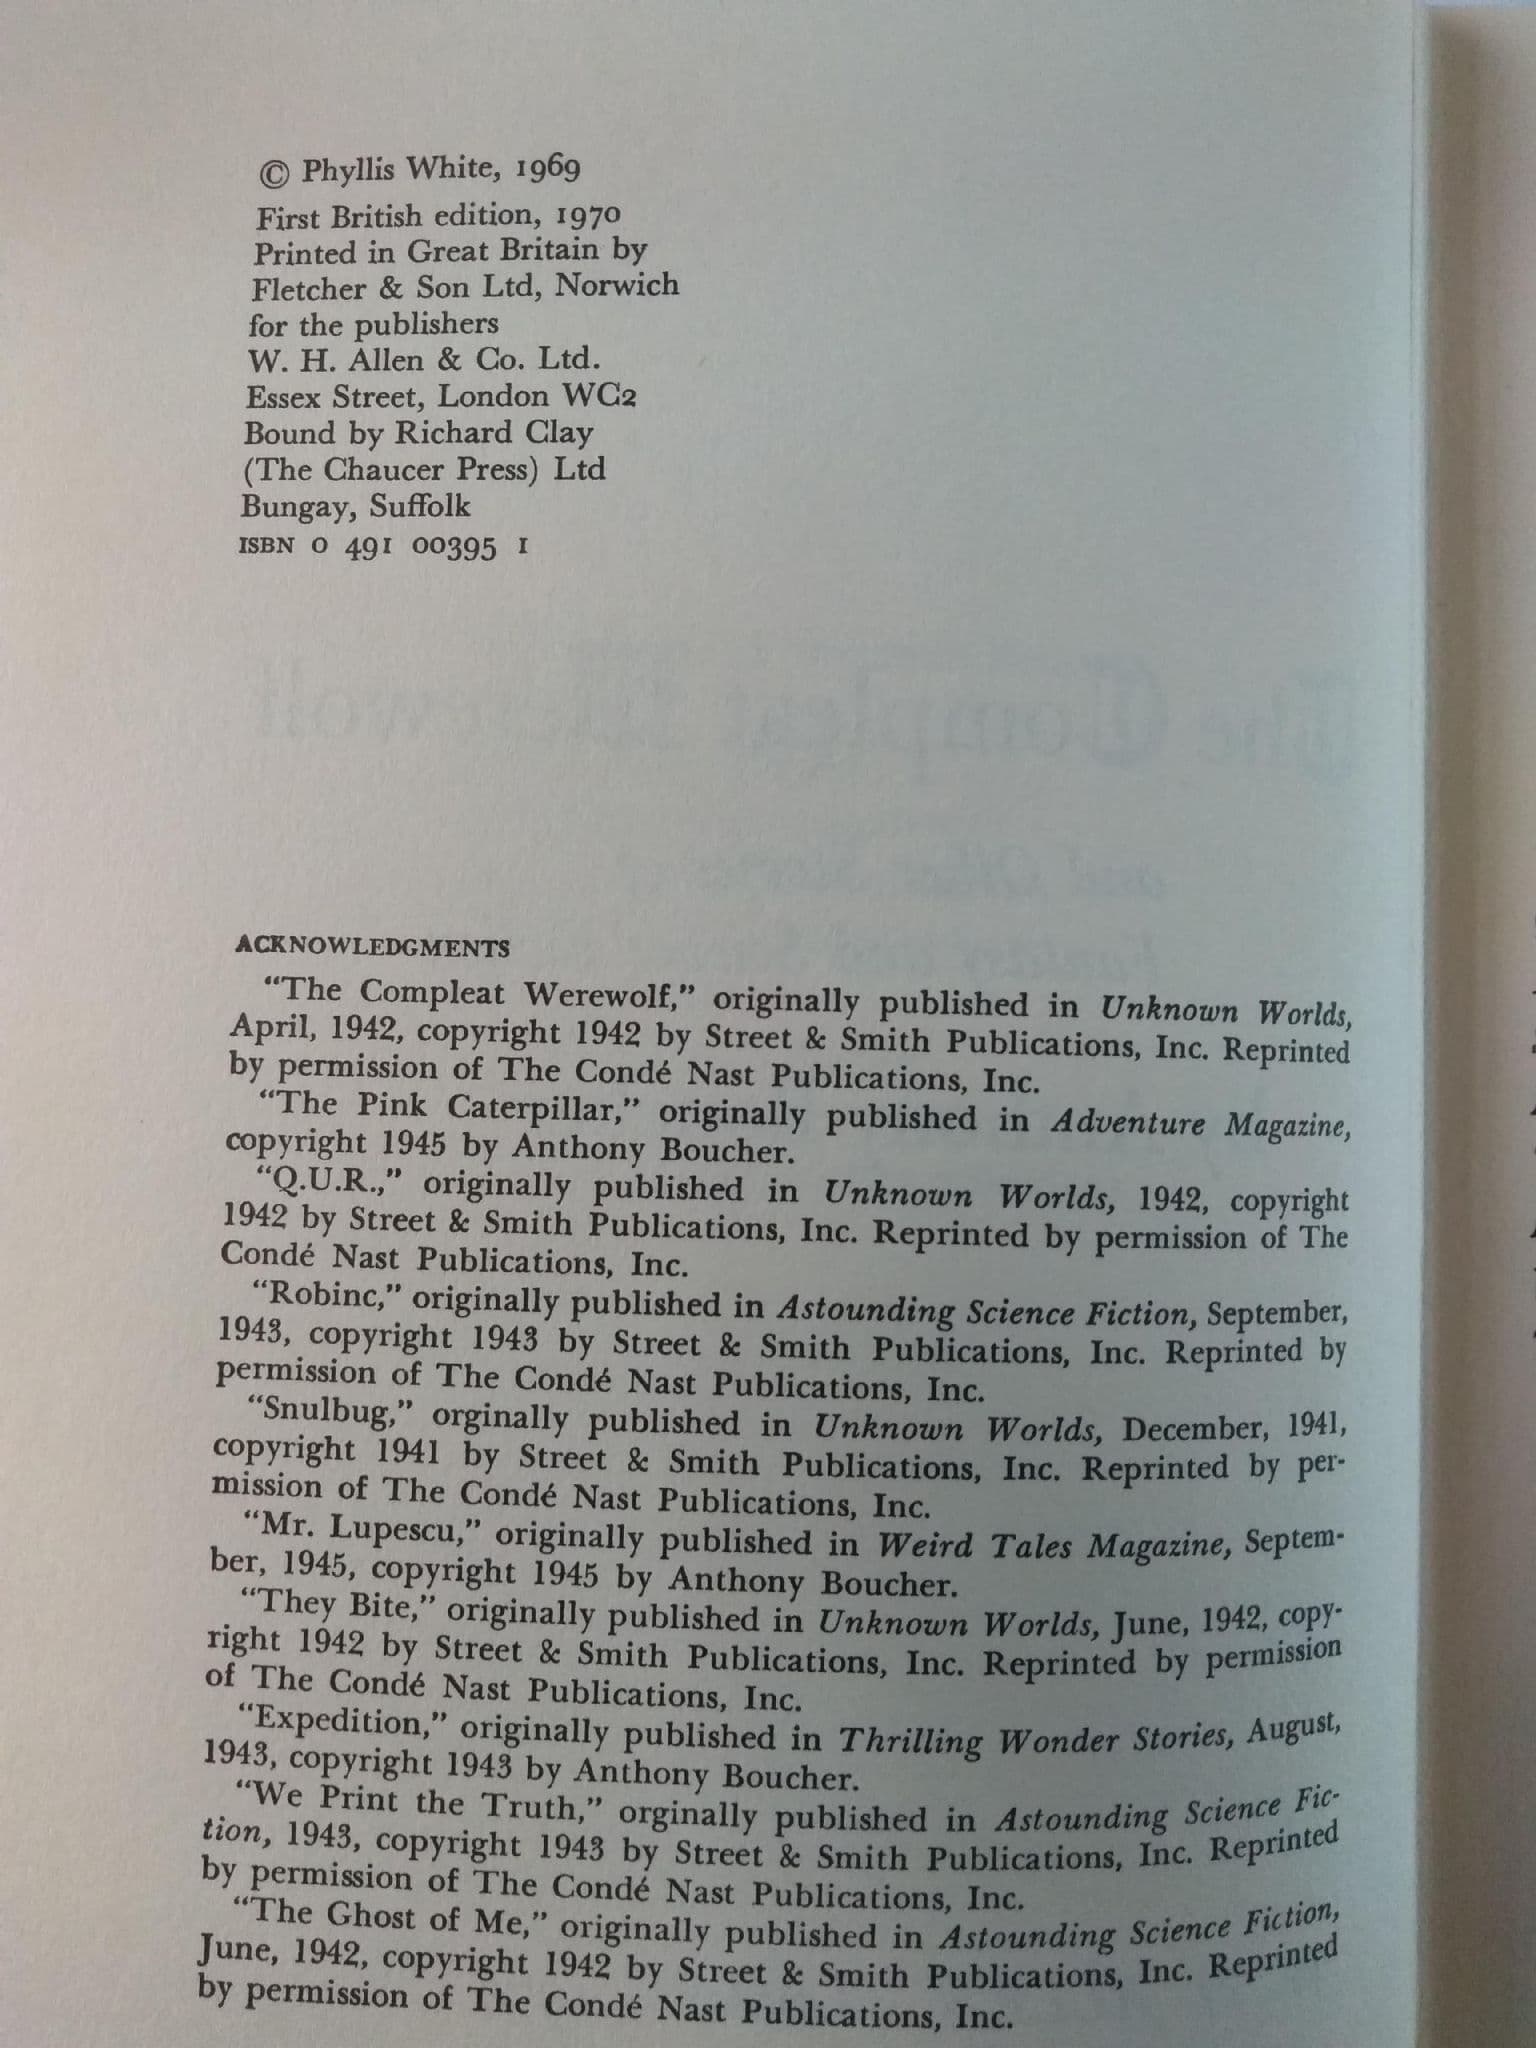 © Phyllis White, 1969
First British edition, 1970
Printed in Great Britain by
Fletcher & Son Ltd, Norwich
for the publishers
W. H. Allen & Co. Ltd.
Essex Street, London WC2
Bound by Richard Clay
(The Chaucer Press) Ltd
Bungay, Suffolk
ISBN 0 491 00395 1
The Compleat Werewolf
and Other Stories
ACKNOWLEDGMENTS
"The Compleat Werewolf," originally published in Unknown Worlds,
April, 1942, copyright 1942 by Street & Smith Publications, Inc. Reprinted
by permission of The Condé Nast Publications, Inc.
"The Pink Caterpillar," originally published in Adventure Magazine,
copyright 1945 by Anthony Boucher.
"Q.U.R.," originally published in Unknown Worlds, 1942, copyright
1942 by Street & Smith Publications, Inc. Reprinted by permission of The
Condé Nast Publications, Inc.
"Robinc," originally published in Astounding Science Fiction, September,
1943, copyright 1943 by Street & Smith Publications, Inc. Reprinted by
permission of The Condé Nast Publications, Inc.
"Snulbug," orginally published in Unknown Worlds, December, 1941,
copyright 1941 by Street & Smith Publications, Inc. Reprinted by per-
mission of The Condé Nast Publications, Inc.
"Mr. Lupescu," originally published in Weird Tales Magazine, Septem-
ber, 1945, copyright 1945 by Anthony Boucher.
"They Bite," originally published in Unknown Worlds, June, 1942, copy-
right 1942 by Street & Smith Publications, Inc. Reprinted by permission
of The Condé Nast Publications, Inc.
"Expedition," originally published in Thrilling Wonder Stories, August,
1943, copyright 1943 by Anthony Boucher.
"We Print the Truth," orginally published in Astounding Science Fic-
tion, 1943, copyright 1943 by Street & Smith Publications, Inc. Reprinted
by permission of The Condé Nast Publications, Inc.
"The Ghost of Me," originally published in Astounding Science Fiction,
June, 1942, copyright 1942 by Street & Smith Publications, Inc. Reprinted
by permission of The Condé Nast Publications, Inc.